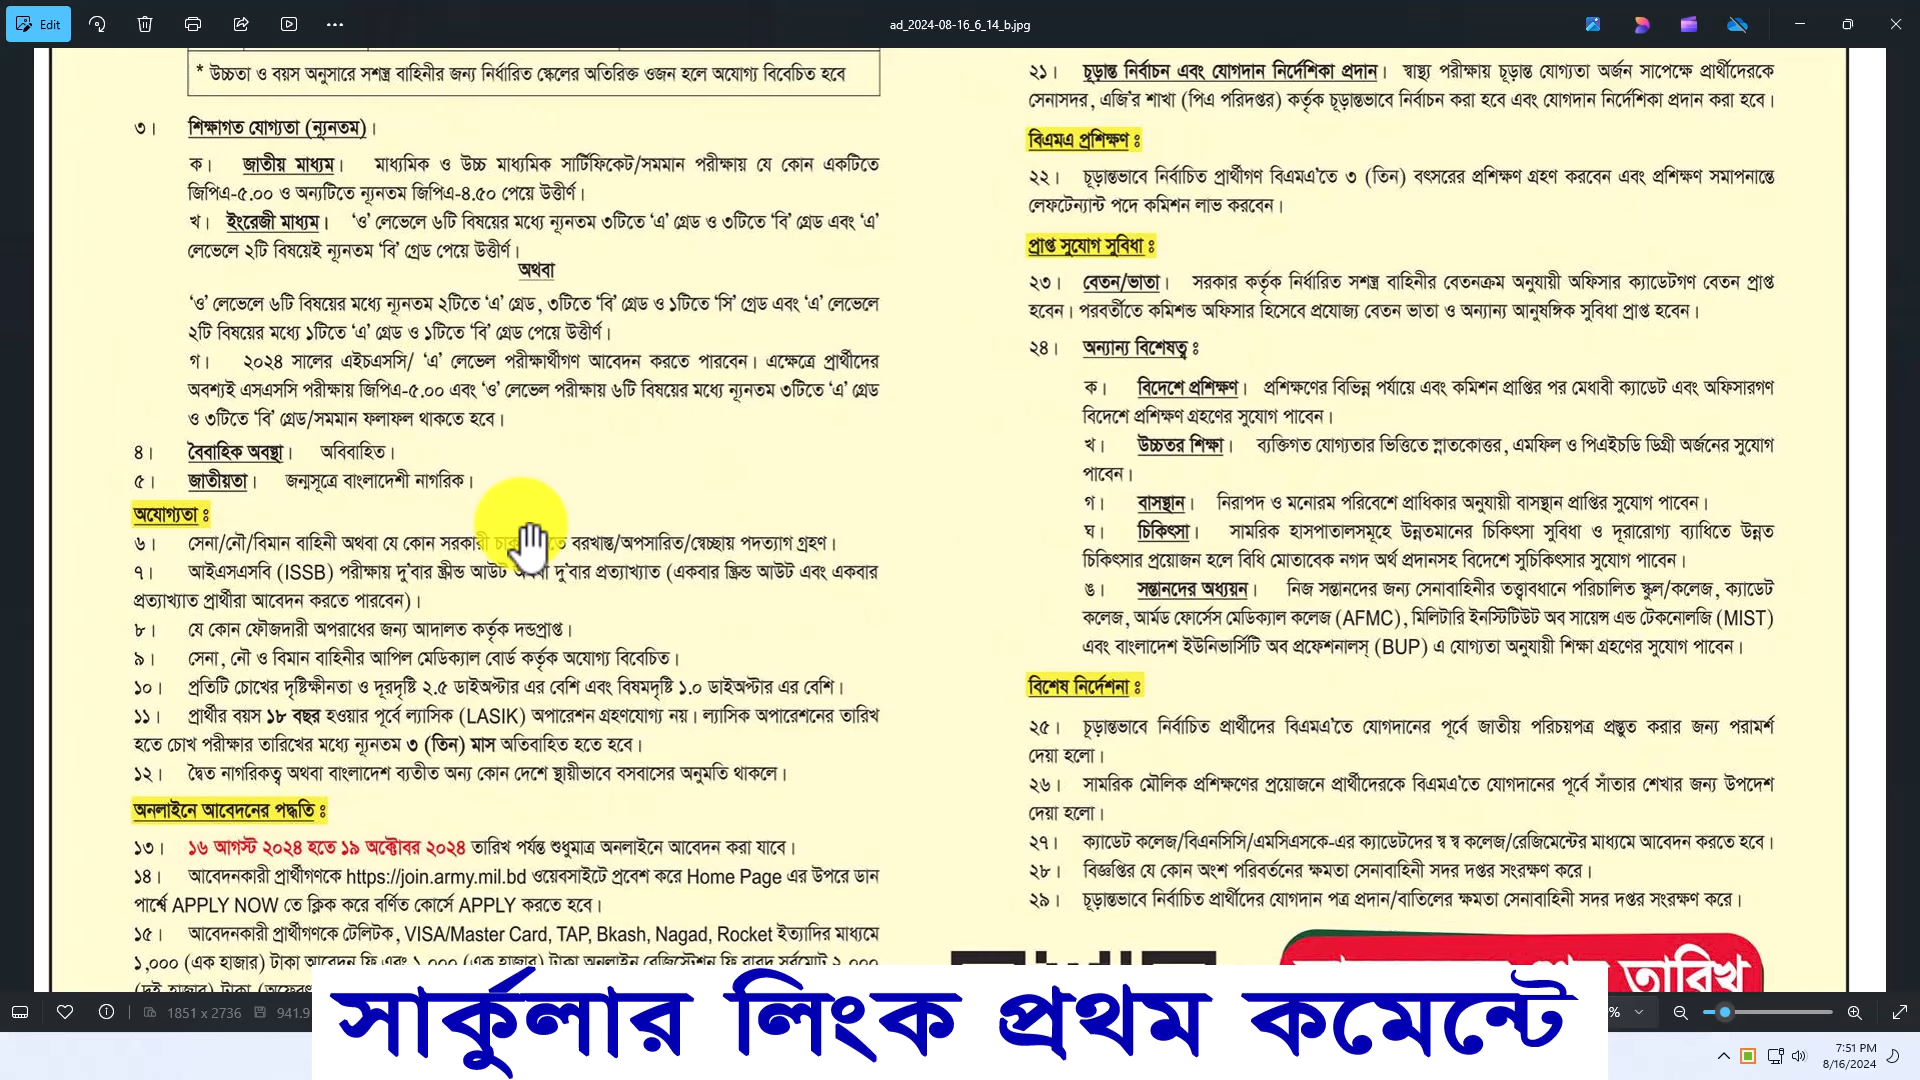 Edit
ad_2024-08-16_6_14_b.jpg
* উচ্চতা ও বয়স অনুসারে সশস্ত্র বাহিনীর জন্য নির্ধারিত স্কেলের অতিরিক্ত ওজন হলে অযোগ্য বিবেচিত হবে
৩। শিক্ষাগত যোগ্যতা (ন্যূনতম)।
ক। জাতীয় মাধ্যম। মাধ্যমিক ও উচ্চ মাধ্যমিক সার্টিফিকেট/সমমান পরীক্ষায় যে কোন একটিতে
জিপিএ-৫.০০ ও অন্যটিতে ন্যূনতম জিপিএ-৪.৫০ পেয়ে উত্তীর্ণ।
খ। ইংরেজী মাধ্যম। ‘ও’ লেভেলে ৬টি বিষয়ের মধ্যে ন্যূনতম ৩টিতে ‘এ’ গ্রেড ও ৩টিতে ‘বি’ গ্রেড এবং ‘এ’
লেভেলে ২টি বিষয়েই ন্যূনতম ‘বি’ গ্রেড পেয়ে উত্তীর্ণ।
অথবা
‘ও’ লেভেলে ৬টি বিষয়ের মধ্যে ন্যূনতম ২টিতে ‘এ’ গ্রেড, ৩টিতে ‘বি’ গ্রেড ও ১টিতে ‘সি’ গ্রেড এবং ‘এ’ লেভেলে
২টি বিষয়ের মধ্যে ১টিতে ‘এ’ গ্রেড ও ১টিতে ‘বি’ গ্রেড পেয়ে উত্তীর্ণ।
গ। ২০২৪ সালের এইচএসসি/ ‘এ’ লেভেল পরীক্ষার্থীগণ আবেদন করতে পারবেন। এক্ষেত্রে প্রার্থীদের
অবশ্যই এসএসসি পরীক্ষায় জিপিএ-৫.০০ এবং ‘ও’ লেভেল পরীক্ষায় ৬টি বিষয়ের মধ্যে ন্যূনতম ৩টিতে ‘এ’ গ্রেড
ও ৩টিতে ‘বি’ গ্রেড/সমমান ফলাফল থাকতে হবে।
৪। বৈবাহিক অবস্থা। অবিবাহিত।
৫। জাতীয়তা। জন্মসূত্রে বাংলাদেশী নাগরিক।
অযোগ্যতা ঃ
৬। সেনা/নৌ/বিমান বাহিনী অথবা যে কোন সরকারী বরখাস্ত/অপসারিত/স্বেচ্ছায় পদত্যাগ গ্রহণ।
৭। আইএসএসবি (ISSB) পরীক্ষায় দু’বার স্ক্রীন্ড আউট দু’বার প্রত্যাখ্যাত (একবার স্ক্রিন্ড আউট এবং একবার
প্রত্যাখ্যাত প্রার্থীরা আবেদন করতে পারবেন)।
৮। যে কোন ফৌজদারী অপরাধের জন্য আদালত কর্তৃক দন্ডপ্রাপ্ত।
৯। সেনা, নৌ ও বিমান বাহিনীর আপিল মেডিক্যাল বোর্ড কর্তৃক অযোগ্য বিবেচিত।
১০। প্রতিটি চোখের দৃষ্টিক্ষীনতা ও দূরদৃষ্টি ২.৫ ডাইঅপ্টার এর বেশি এবং বিষমদৃষ্টি ১.০ ডাইঅপ্টার এর বেশি।
১১। প্রার্থীর বয়স ১৮ বছর হওয়ার পূর্বে ল্যাসিক (LASIK) অপারেশন গ্রহণযোগ্য নয়। ল্যাসিক অপারেশনের তারিখ
হতে চোখ পরীক্ষার তারিখের মধ্যে ন্যূনতম ৩ (তিন) মাস অতিবাহিত হতে হবে।
১২। দ্বৈত নাগরিকত্ব অথবা বাংলাদেশ ব্যতীত অন্য কোন দেশে স্থায়ীভাবে বসবাসের অনুমতি থাকলে।
অনলাইনে আবেদনের পদ্ধতি ঃ
১৩। ১৬ আগস্ট ২০২৪ হতে ১৯ অক্টোবর ২০২৪ তারিখ পর্যন্ত শুধুমাত্র অনলাইনে আবেদন করা যাবে।
১৪। আবেদনকারী প্রার্থীগণকে https://join.army.mil.bd ওয়েবসাইটে প্রবেশ করে Home Page এর উপরে ডান
পার্শ্বে APPLY NOW তে ক্লিক করে বর্ণিত কোর্সে APPLY করতে হবে।
১৫। আবেদনকারী প্রার্থীগণকে টেলিটক, VISA/Master Card, TAP, Bkash, Nagad, Rocket ইত্যাদির মাধ্যমে
১,০০০ (এক হাজার) টাকা আবেদন ফি এবং ১,০০০ (এক হাজার) টাকা অনলাইন রেজিস্ট্রেশন ফি বাবদ সর্বমোট ২,০০০
(দুই হাজার) টাকা
২১। চূড়ান্ত নির্বাচন এবং যোগদান নির্দেশিকা প্রদান। স্বাস্থ্য পরীক্ষায় চূড়ান্ত যোগ্যতা অর্জন সাপেক্ষে প্রার্থীদেরকে
সেনাসদর, এজি’র শাখা (পিএ পরিদপ্তর) কর্তৃক চূড়ান্তভাবে নির্বাচন করা হবে এবং যোগদান নির্দেশিকা প্রদান করা হবে।
বিএমএ প্রশিক্ষণ ঃ
২২। চূড়ান্তভাবে নির্বাচিত প্রার্থীগণ বিএমএ’তে ৩ (তিন) বৎসরের প্রশিক্ষণ গ্রহণ করবেন এবং প্রশিক্ষণ সমাপনান্তে
লেফটেন্যান্ট পদে কমিশন লাভ করবেন।
প্রাপ্ত সুযোগ সুবিধা ঃ
২৩। বেতন/ভাতা। সরকার কর্তৃক নির্ধারিত সশস্ত্র বাহিনীর বেতনক্রম অনুযায়ী অফিসার ক্যাডেটগণ বেতন প্রাপ্ত
হবেন। পরবর্তীতে কমিশন্ড অফিসার হিসেবে প্রযোজ্য বেতন ভাতা ও অন্যান্য আনুষঙ্গিক সুবিধা প্রাপ্ত হবেন।
২৪। অন্যান্য বিশেষত্ব ঃ
ক। বিদেশে প্রশিক্ষণ। প্রশিক্ষণের বিভিন্ন পর্যায়ে এবং কমিশন প্রাপ্তির পর মেধাবী ক্যাডেট এবং অফিসারগণ
বিদেশে প্রশিক্ষণ গ্রহণের সুযোগ পাবেন।
খ। উচ্চতর শিক্ষা। ব্যক্তিগত যোগ্যতার ভিত্তিতে স্নাতকোত্তর, এমফিল ও পিএইচডি ডিগ্রী অর্জনের সুযোগ
পাবেন।
গ। বাসস্থান। নিরাপদ ও মনোরম পরিবেশে প্রাধিকার অনুযায়ী বাসস্থান প্রাপ্তির সুযোগ পাবেন।
ঘ। চিকিৎসা। সামরিক হাসপাতালসমূহে উন্নতমানের চিকিৎসা সুবিধা ও দূরারোগ্য ব্যাধিতে উন্নত
চিকিৎসার প্রয়োজন হলে বিধি মোতাবেক নগদ অর্থ প্রদানসহ বিদেশে সুচিকিৎসার সুযোগ পাবেন।
ঙ। সন্তানদের অধ্যয়ন। নিজ সন্তানদের জন্য সেনাবাহিনীর তত্ত্বাবধানে পরিচালিত স্কুল/কলেজ, ক্যাডেট
কলেজ, আর্মড ফোর্সেস মেডিক্যাল কলেজ (AFMC), মিলিটারি ইনস্টিটিউট অব সায়েন্স এন্ড টেকনোলজি (MIST)
এবং বাংলাদেশ ইউনিভার্সিটি অব প্রফেশনালস্ (BUP) এ যোগ্যতা অনুযায়ী শিক্ষা গ্রহণের সুযোগ পাবেন।
বিশেষ নির্দেশনা ঃ
২৫। চূড়ান্তভাবে নির্বাচিত প্রার্থীদের বিএমএ’তে যোগদানের পূর্বে জাতীয় পরিচয়পত্র প্রস্তুত করার জন্য পরামর্শ
দেয়া হলো।
২৬। সামরিক মৌলিক প্রশিক্ষণের প্রয়োজনে প্রার্থীদেরকে বিএমএ’তে যোগদানের পূর্বে সাঁতার শেখার জন্য উপদেশ
দেয়া হলো।
২৭। ক্যাডেট কলেজ/বিএনসিসি/এমসিএসকে-এর ক্যাডেটদের স্ব স্ব কলেজ/রেজিমেন্টের মাধ্যমে আবেদন করতে হবে।
২৮। বিজ্ঞপ্তির যে কোন অংশ পরিবর্তনের ক্ষমতা সেনাবাহিনী সদর দপ্তর সংরক্ষণ করে।
২৯। চূড়ান্তভাবে নির্বাচিত প্রার্থীদের যোগদান পত্র প্রদান/বাতিলের ক্ষমতা সেনাবাহিনী সদর দপ্তর সংরক্ষণ করে।
তারিখ
1851 x 2736 941.9
%
সার্কুলার লিংক প্রথম কমেন্টে
7:51 PM
8/16/2024